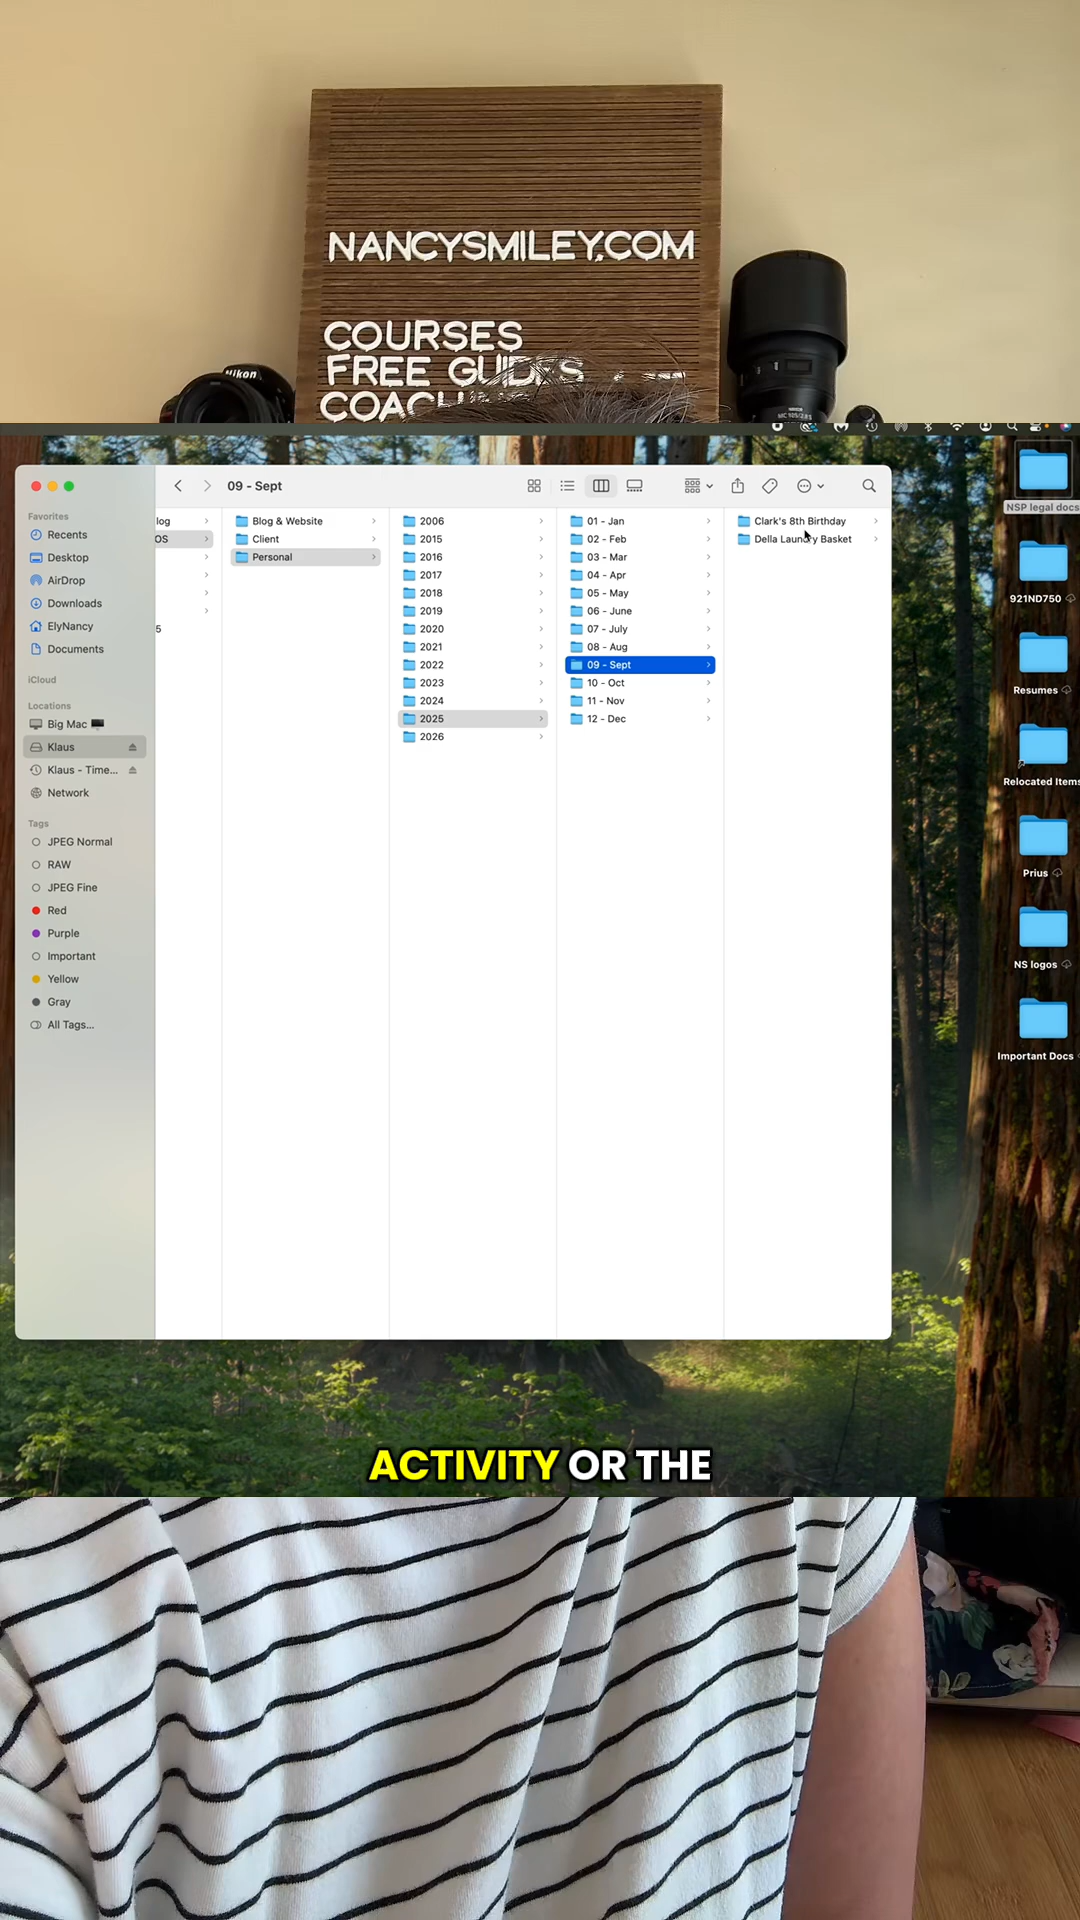 NANCYSMILEY.COM
COURSES
FREE GUIDES
Nikon
09 - Sept
Favorites
Recents
Desktop
AirDrop
Downloads
ElyNancy
Documents
iCloud
Locations
Big Mac
Klaus
Klaus - Time...
Network
Tags
JPEG Normal
RAW
JPEG Fine
Red
Purple
Important
Yellow
Gray
All Tags...
log
OS
5
Blog & Website
Client
Personal
2006
2015
2016
2017
2018
2019
2020
2021
2022
2023
2024
2025
2026
01 - Jan
02 - Feb
03 - Mar
04 - Apr
05 - May
06 - June
07 - July
08 - Aug
09 - Sept
10 - Oct
11 - Nov
12 - Dec
Clark's 8th Birthday
Della Laundry Basket
NSP legal docs
921ND750
Resumes
Relocated Items
Prius
NS logos
Important Docs
ACTIVITY OR THE